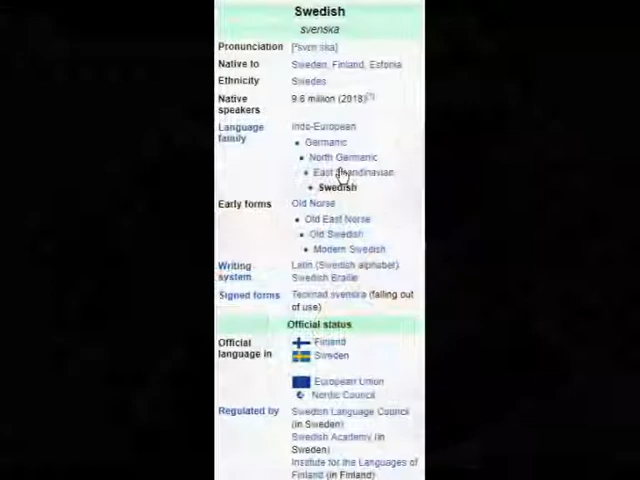 Swedish
svenska
Pronunciation
Native to Sweden, Finland, Estonia
Ethnicity Swedes
Native 9.6 million (2018)[1]
speakers
Language Indo-European
family
Germanic
North Germanic
East Scandinavian
Swedish
Early forms Old Norse
Old East Norse
Old Swedish
Modern Swedish
Writing Latin (Swedish alphabet)
system Swedish Braille
Signed forms Tecknad svenska (falling out
of use)
Official status
Official Finland
language in Sweden
European Union
Nordic Council
Regulated by Swedish Language Council
(in Sweden)
Swedish Academy (in
Sweden)
Institute for the Languages of
Finland (in Finland)